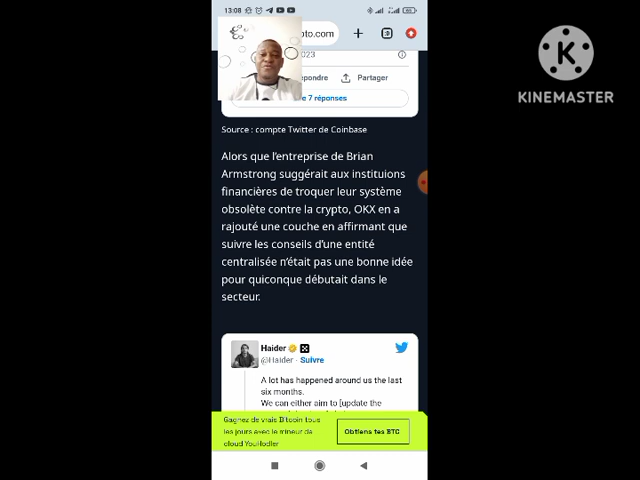 13:08
pto.com
2023
épondre
Partager
e 7 réponses
Source : compte Twitter de Coinbase
Alors que l'entreprise de Brian
Armstrong suggérait aux instituions
financières de troquer leur système
obsolète contre la crypto, OKX en a
rajouté une couche en affirmant que
suivre les conseils d'une entité
centralisée n'était pas une bonne idée
pour quiconque débutait dans le
secteur.
Haider
@Haider · Suivre
A lot has happened around us the last
six months.
We can either aim to [update the
Gagnez de vrais Bitcoin tous
les jours avec le mineur de
cloud YouHodler
Obtiens tes BTC
KINEMASTER